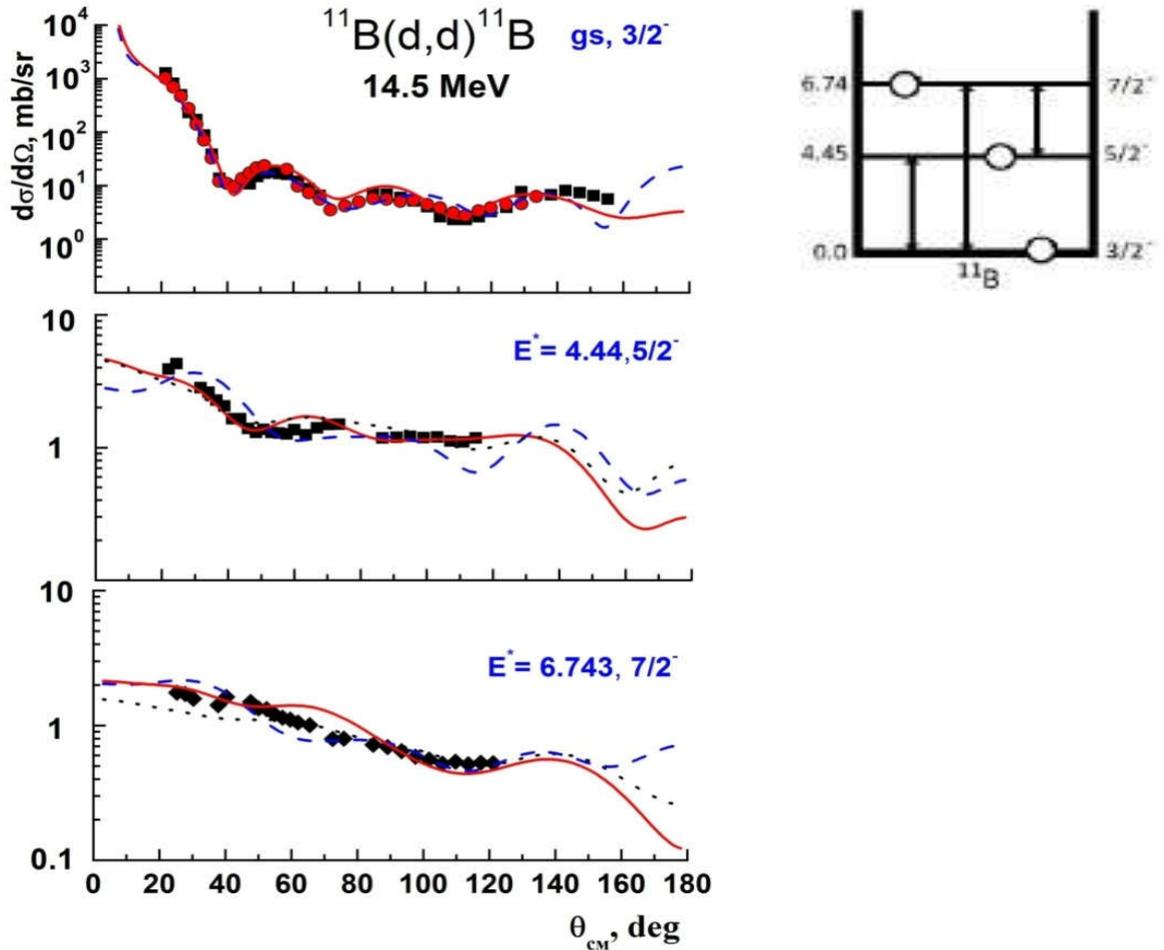 ¹¹B(d,d)¹¹B
gs, 3/2⁻
14.5 MeV
dσ/dΩ, mb/sr
10⁴
10³
10²
10¹
10⁰
6.74
7/2⁻
4.45
5/2⁻
0.0
3/2⁻
¹¹B
10
1
E*= 4.44,5/2⁻
10
1
0.1
E*= 6.743, 7/2⁻
0 20 40 60 80 100 120 140 160 180
θсм, deg